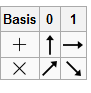 Basis 0 1
+ ↑ →
× ↗ ↘